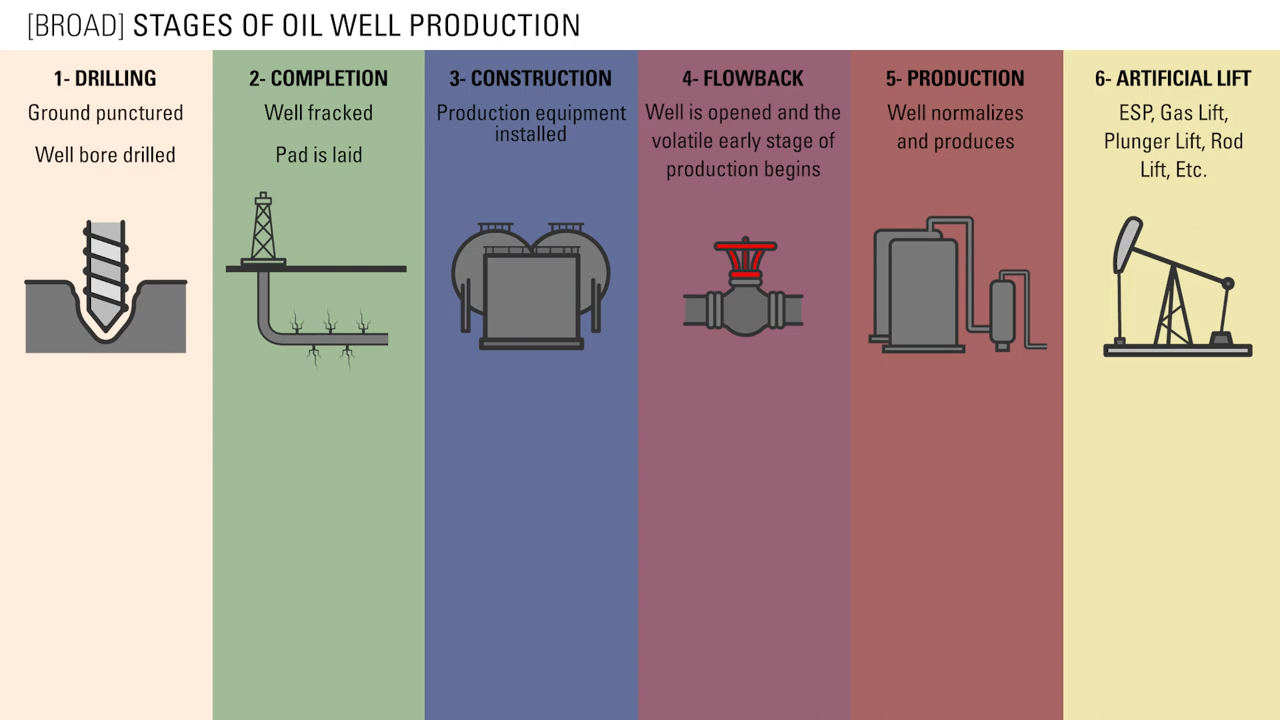 [BROAD] STAGES OF OIL WELL PRODUCTION
1- DRILLING
Ground punctured
Well bore drilled
2- COMPLETION
Well fracked
Pad is laid
3- CONSTRUCTION
Production equipment
installed
4- FLOWBACK
Well is opened and the
volatile early stage of
production begins
5- PRODUCTION
Well normalizes
and produces
6- ARTIFICIAL LIFT
ESP, Gas Lift,
Plunger Lift, Rod
Lift, Etc.